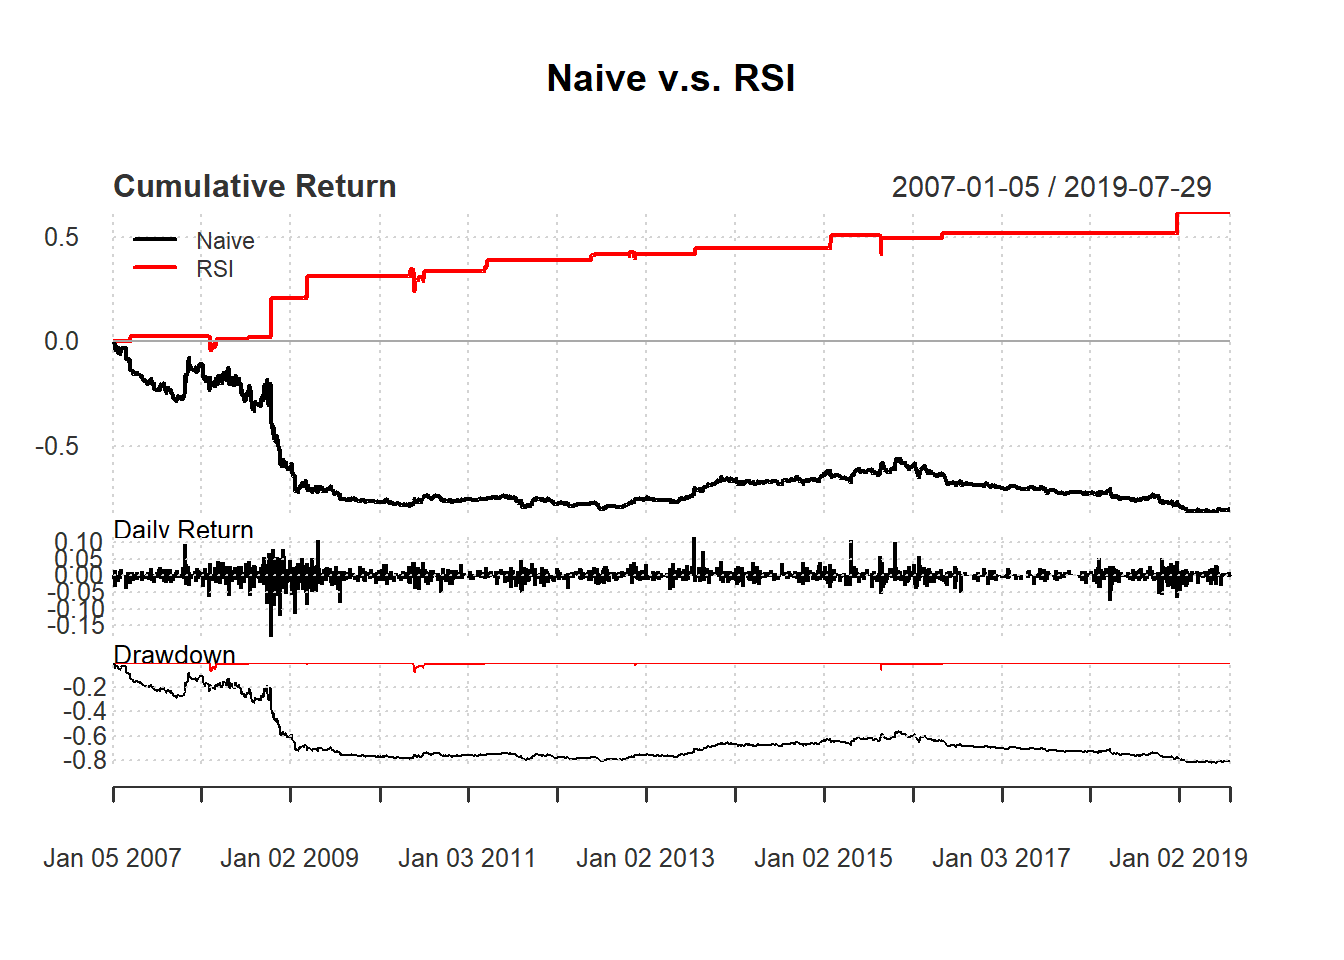 Naive v.s. RSI
Cumulative Return 2007-01-05 / 2019-07-29
0.5
Naive
RSI
0.0
-0.5
Daily Return
0.10
0.05
0.00
-0.05
-0.10
-0.15
Drawdown
-0.2
-0.4
-0.6
-0.8
Jan 05 2007 Jan 02 2009 Jan 03 2011 Jan 02 2013 Jan 02 2015 Jan 03 2017 Jan 02 2019